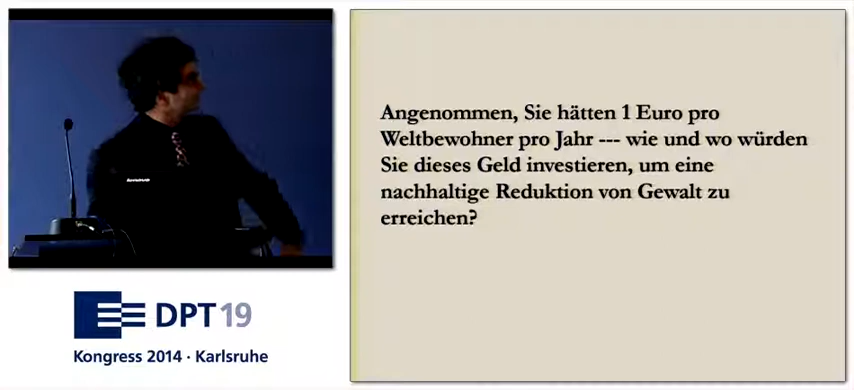 Angenommen, Sie hätten 1 Euro pro
Weltbewohner pro Jahr --- wie und wo würden
Sie dieses Geld investieren, um eine
nachhaltige Reduktion von Gewalt zu
erreichen?
DPT 19
Kongress 2014 · Karlsruhe